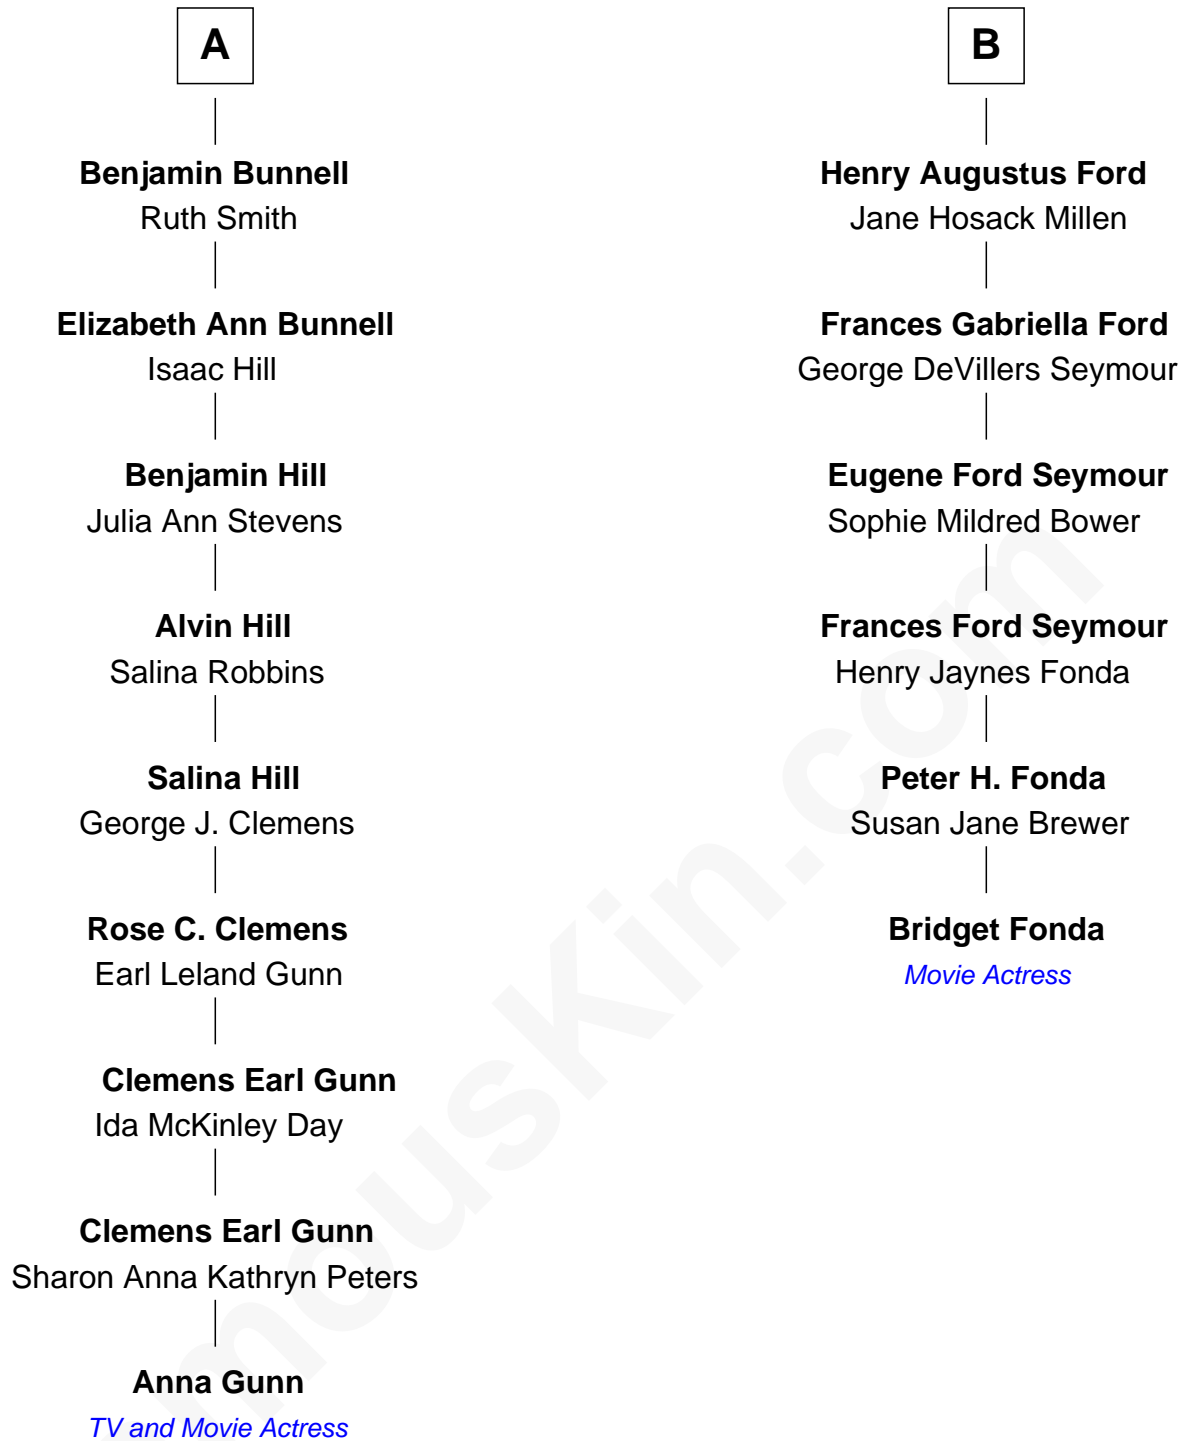 A
Benjamin Bunnell
Ruth Smith
Elizabeth Ann Bunnell
Isaac Hill
Benjamin Hill
Julia Ann Stevens
Alvin Hill
Salina Robbins
Salina Hill
George J. Clemens
Rose C. Clemens
Earl Leland Gunn
Clemens Earl Gunn
Ida McKinley Day
Clemens Earl Gunn
Sharon Anna Kathryn Peters
Anna Gunn
TV and Movie Actress
B
Henry Augustus Ford
Jane Hosack Millen
Frances Gabriella Ford
George DeVillers Seymour
Eugene Ford Seymour
Sophie Mildred Bower
Frances Ford Seymour
Henry Jaynes Fonda
Peter H. Fonda
Susan Jane Brewer
Bridget Fonda
Movie Actress
mousKin.com